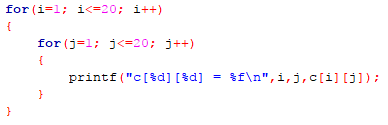 for(i=1; i<=20; i++)
{
for(j=1; j<=20; j++)
{
printf("c[%d][%d] = %f\n",i,j,c[i][j]);
}
}